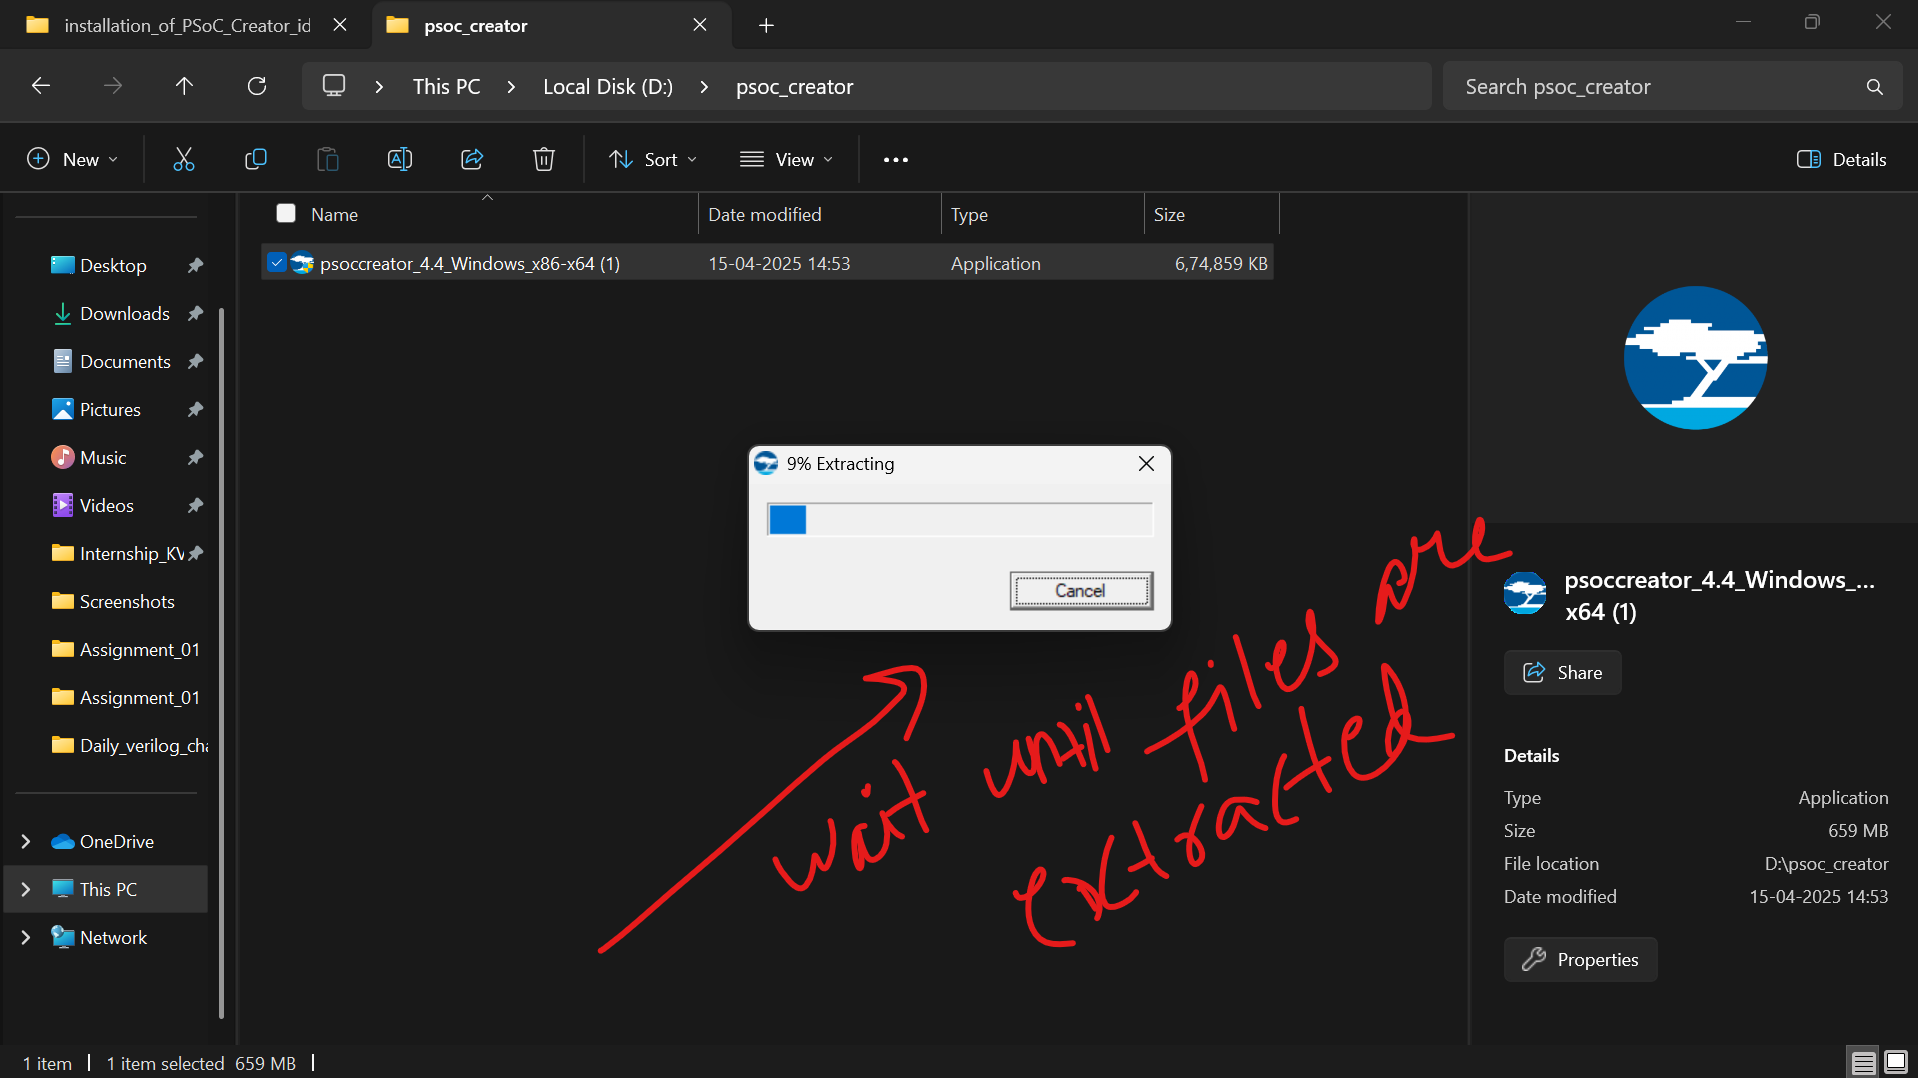 installation_of_PSoC_Creator_id
psoc_creator
This PC > Local Disk (D:) > psoc_creator
Search psoc_creator
New
Sort
View
Details
Name
Date modified
Type
Size
psoccreator_4.4_Windows_x86-x64 (1)
15-04-2025 14:53
Application
6,74,859 KB
Desktop
Downloads
Documents
Pictures
Music
Videos
Internship_KV
Screenshots
Assignment_01
Assignment_01
Daily_verilog_cha
OneDrive
This PC
Network
9% Extracting
Cancel
wait until files are
extracted
psoccreator_4.4_Windows_...
x64 (1)
Share
Details
Type Application
Size 659 MB
File location D:\psoc_creator
Date modified 15-04-2025 14:53
Properties
1 item | 1 item selected 659 MB |